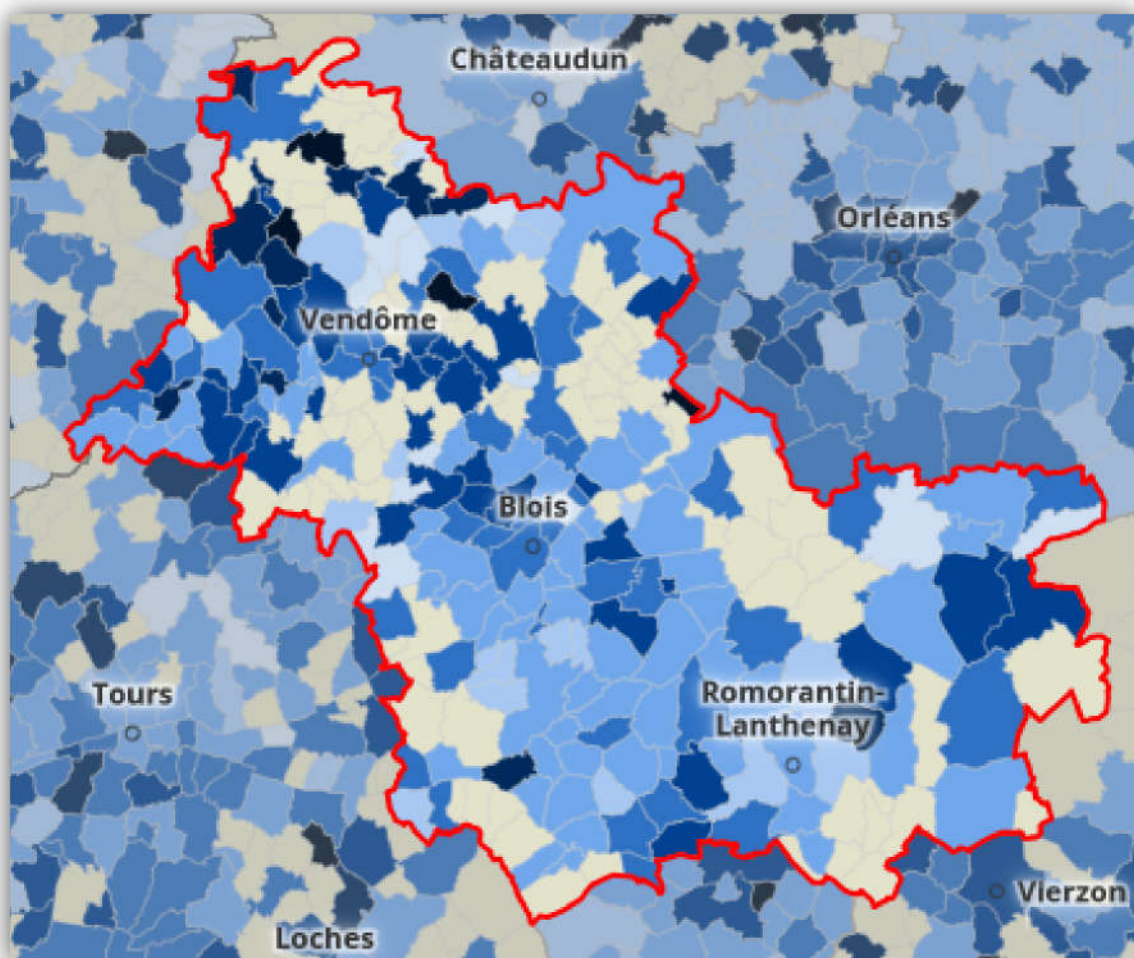 Châteaudun
Orléans
Vendôme
Blois
Tours
Romorantin-
Lanthenay
Vierzon
Loches